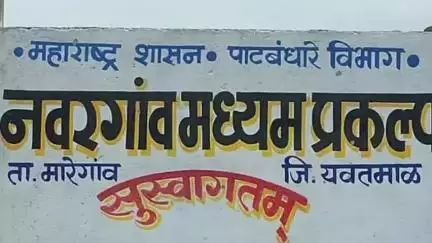 • महाराष्ट्र शासन • पाटबंधारे विभाग •
नवरगांव मध्यम प्रकल्प
ता. मारेगांव जि. यवतमाळ
सुस्वागतम्